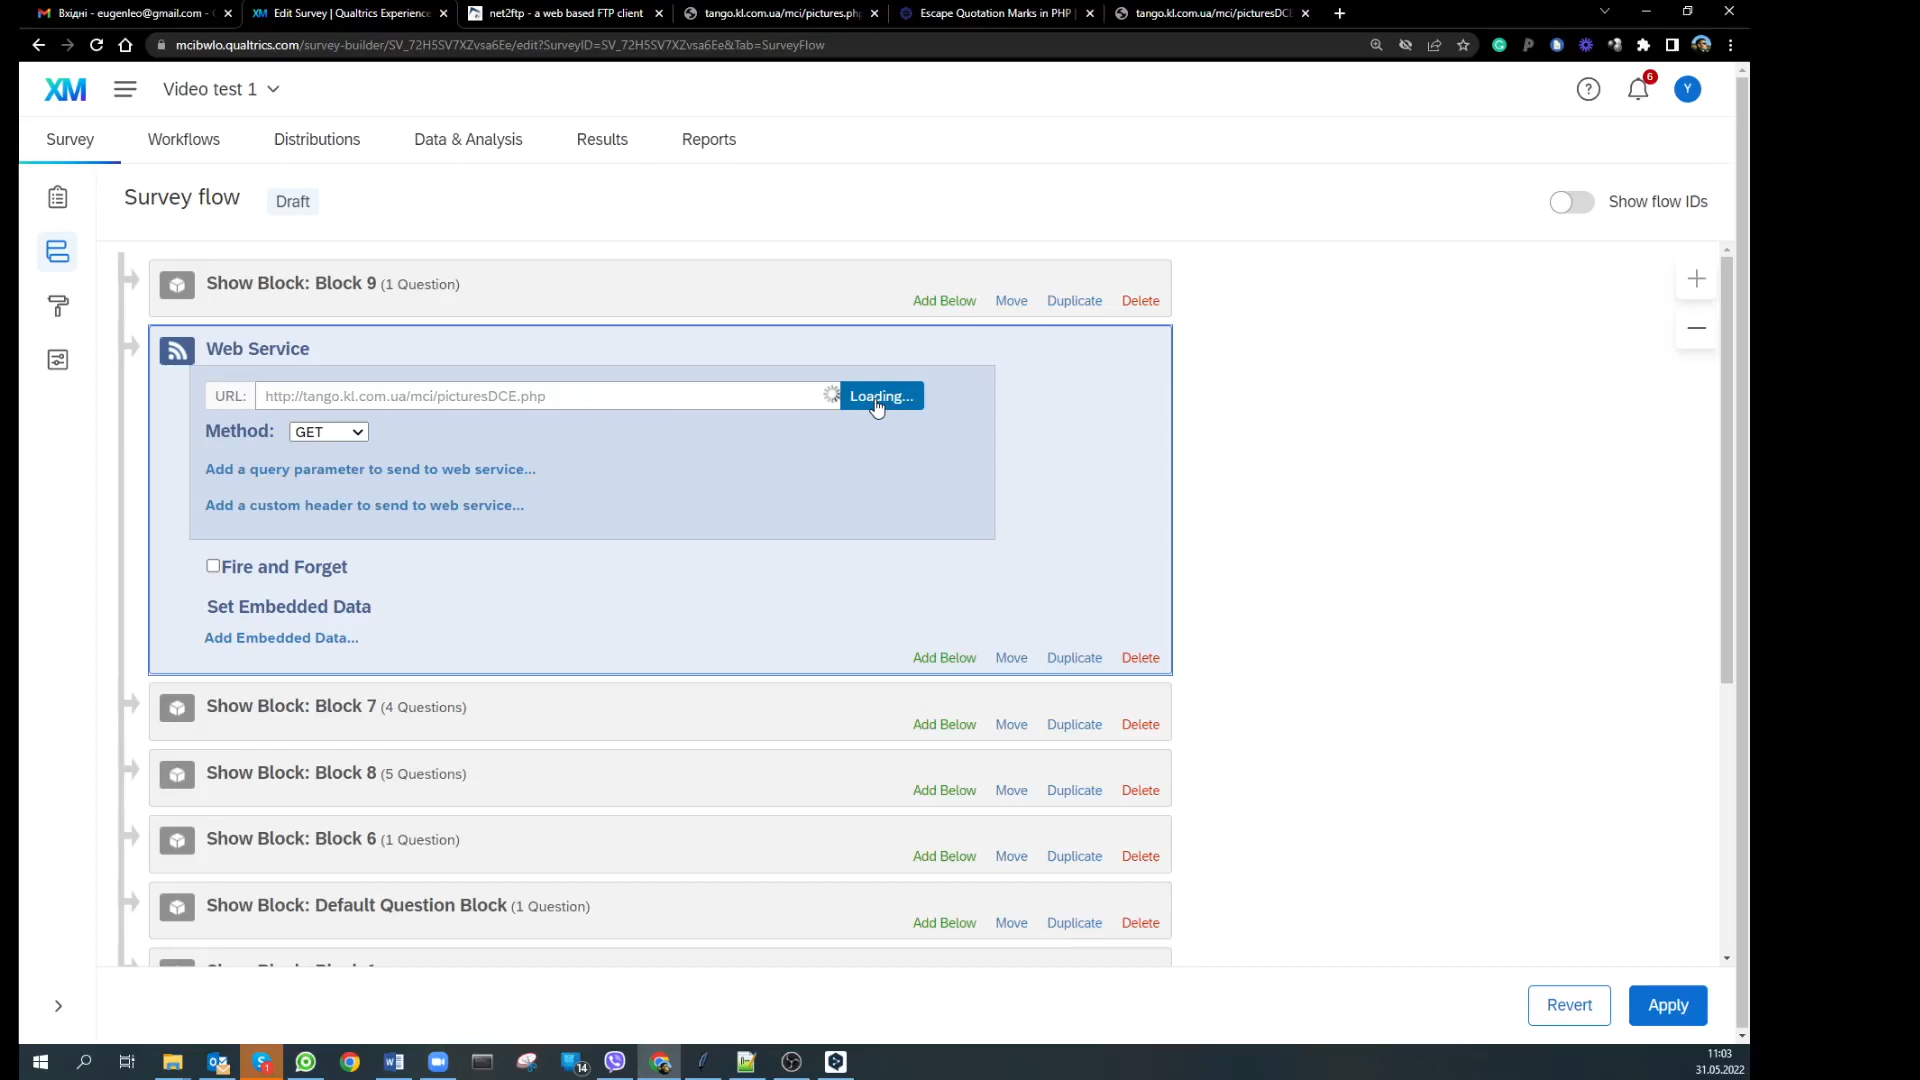 Вхідні - eugenleo@gmail.com -
Edit Survey | Qualtrics Experience
net2ftp - a web based FTP client
tango.kl.com.ua/mci/pictures.php
Escape Quotation Marks in PHP |
tango.kl.com.ua/mci/picturesDCE
mcibwlo.qualtrics.com/survey-builder/SV_72H5SV7XZvsa6Ee/edit?SurveyID=SV_72H5SV7XZvsa6Ee&Tab=SurveyFlow
XM Video test 1 6 Y
Survey Workflows Distributions Data & Analysis Results Reports
Survey flow Draft Show flow IDs
Show Block: Block 9 (1 Question)
Add Below Move Duplicate Delete
Web Service
URL: http://tango.kl.com.ua/mci/picturesDCE.php Loading...
Method: GET
Add a query parameter to send to web service...
Add a custom header to send to web service...
Fire and Forget
Set Embedded Data
Add Embedded Data...
Add Below Move Duplicate Delete
Show Block: Block 7 (4 Questions)
Add Below Move Duplicate Delete
Show Block: Block 8 (5 Questions)
Add Below Move Duplicate Delete
Show Block: Block 6 (1 Question)
Add Below Move Duplicate Delete
Show Block: Default Question Block (1 Question)
Add Below Move Duplicate Delete
Revert Apply
14
11:03
31.05.2022